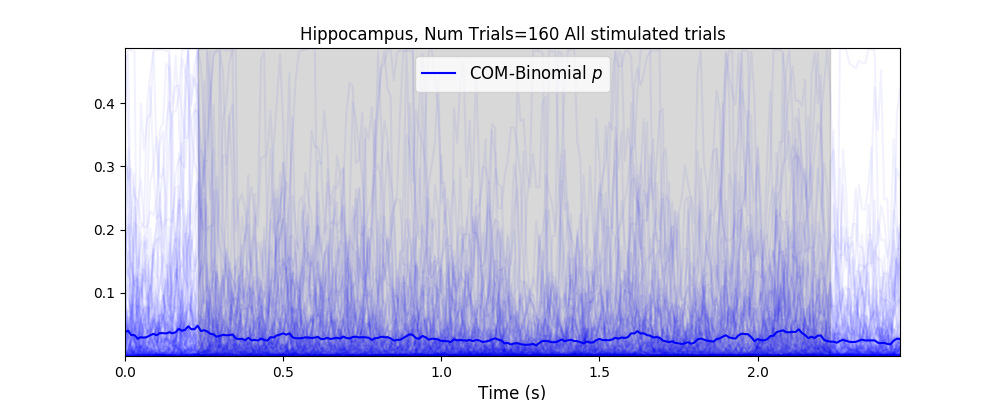 Hippocampus, Num Trials=160 All stimulated trials
COM-Binomial p
0.4
0.3
0.2
0.1
0.0 0.5 1.0 1.5 2.0
Time (s)